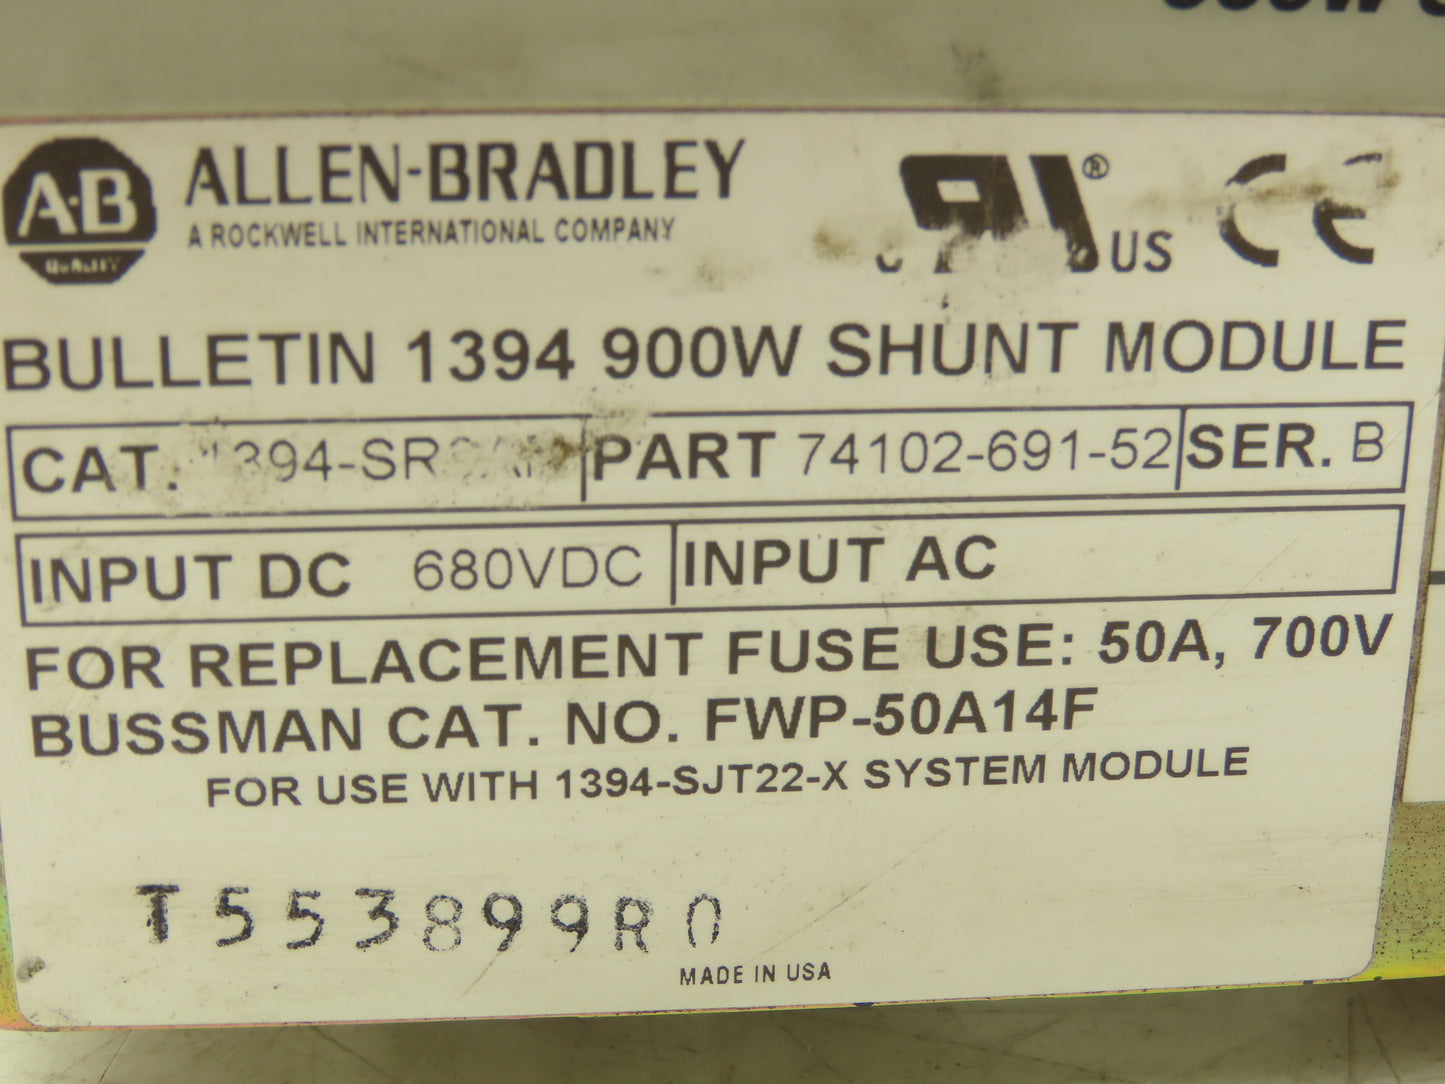 A-B
QUALITY
ALLEN-BRADLEY
A ROCKWELL INTERNATIONAL COMPANY
®
US
CE
BULLETIN 1394 900W SHUNT MODULE
CAT. PART 74102-691-52 SER. B
INPUT DC 680VDC INPUT AC
FOR REPLACEMENT FUSE USE: 50A, 700V
BUSSMAN CAT. NO. FWP-50A14F
FOR USE WITH 1394-SJT22-X SYSTEM MODULE
T553899R0
MADE IN USA